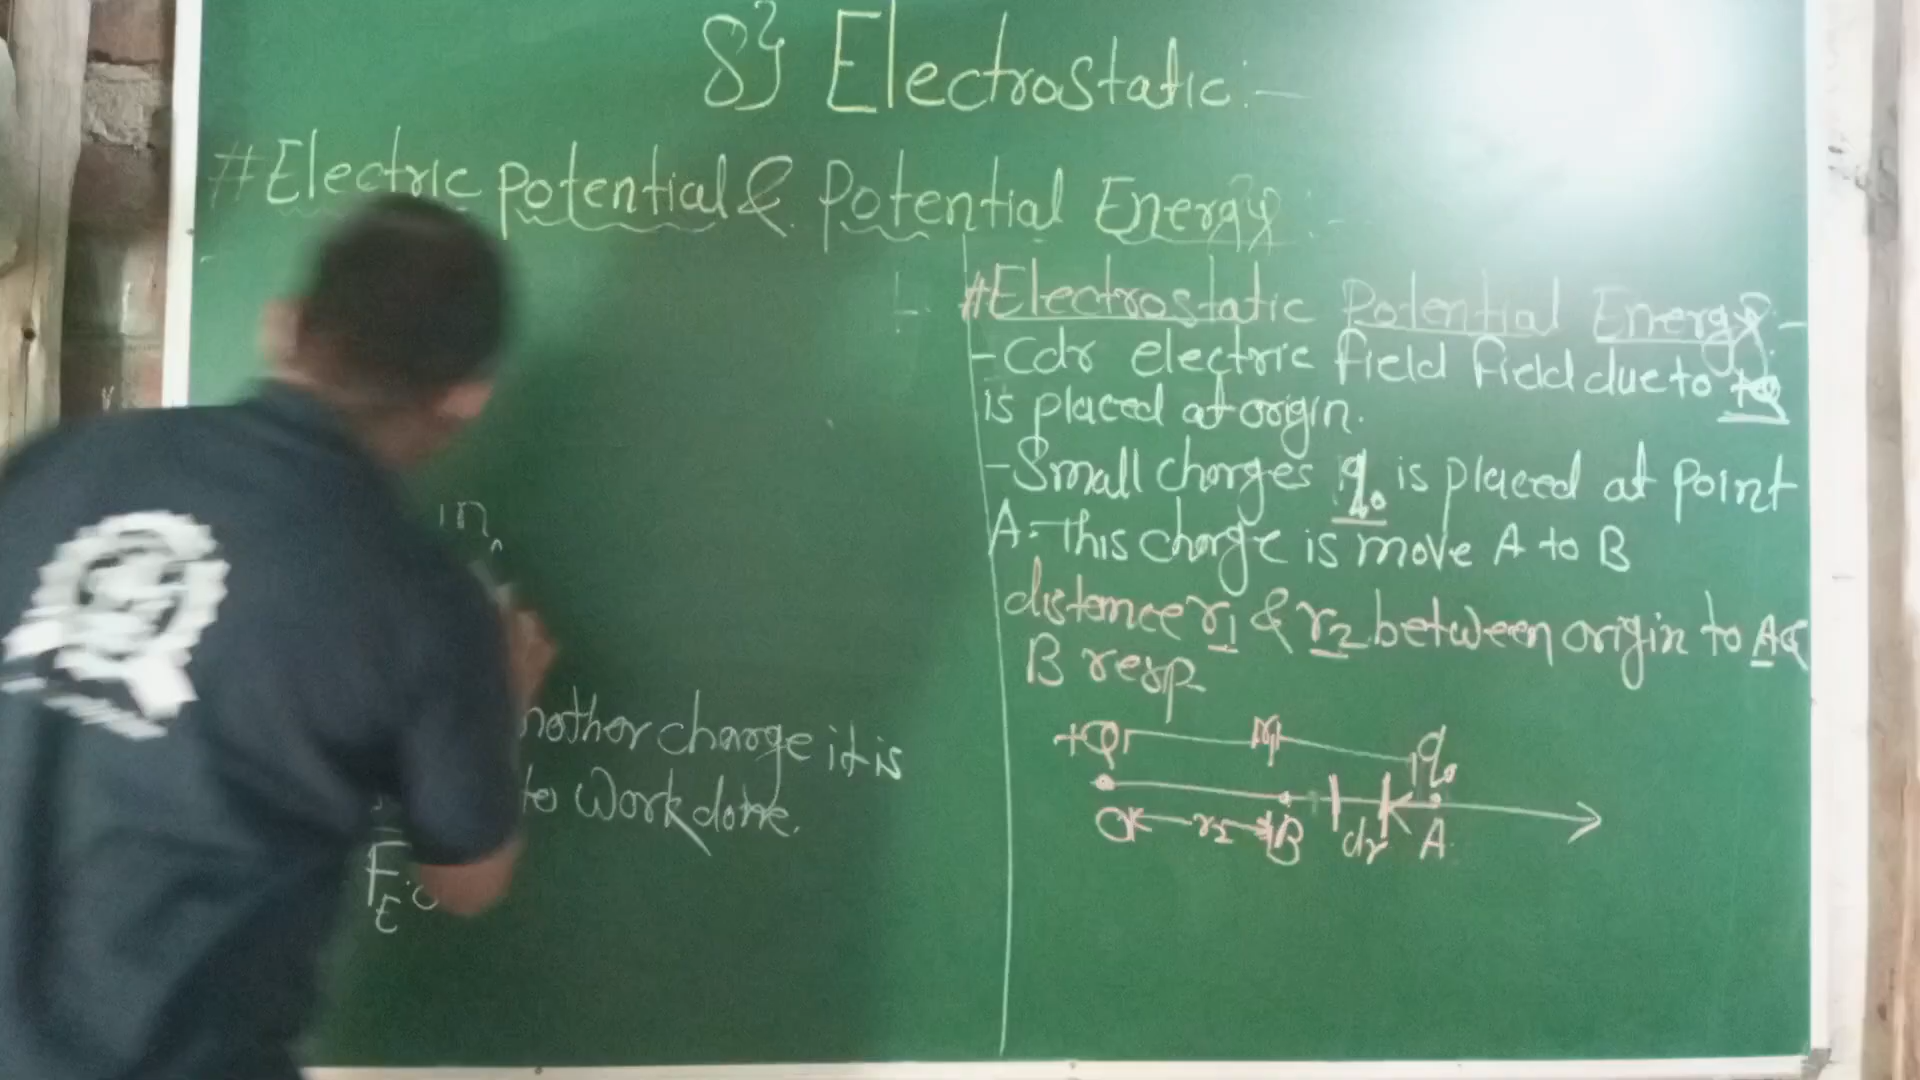 8} Electrostatic:-
#Electric potential & Potential Energy:-
in
nother charge it is
to Work done.
F
E
#Electrostatic Potential Energy:-
-Cdr electric field field due to +Q
is placed at origin.
-Small charges q₀ is placed at point
A.-This charge is move A to B
distance r1 & r2 between origin to A &
B resp-
+Q r1 q₀
O r2 B dr A